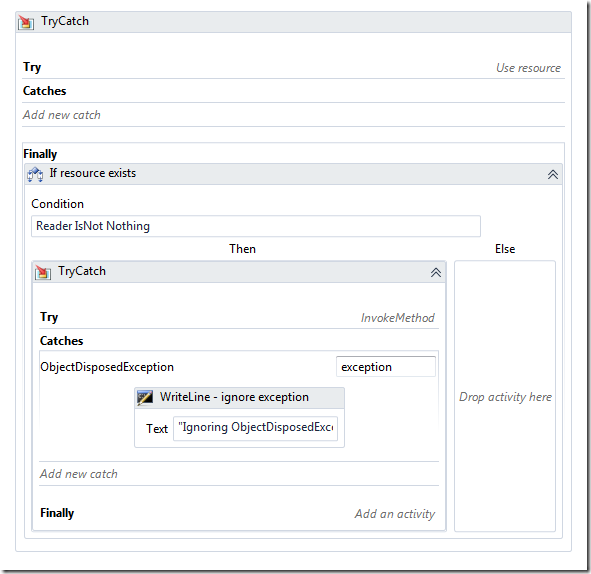 TryCatch
Try Use resource
Catches
Add new catch
Finally
If resource exists
Condition
Reader IsNot Nothing
Then Else
TryCatch
Try InvokeMethod
Catches
ObjectDisposedException exception
WriteLine - ignore exception
Text "Ignoring ObjectDisposedExce
Drop activity here
Add new catch
Finally Add an activity